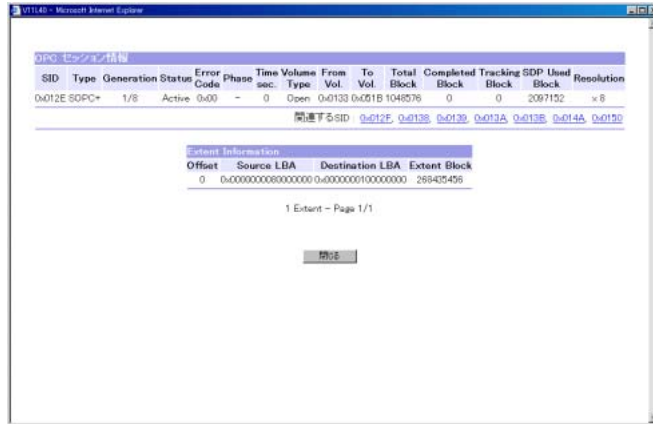 V11L40 - Microsoft Internet Explorer
OPC セッション情報
SID Type Generation Status Error Code Phase Time sec. Volume Type From Vol. To Vol. Total Block Completed Block Tracking Block SDP Used Block Resolution
0x012E SOPC+ 1/8 Active 0x00 - 0 Open 0x0133 0x051B 1048576 0 0 2097152 ×8
関連するSID : 0x012F, 0x0138, 0x0139, 0x013A, 0x013B, 0x014A, 0x0150
Extent Information
Offset Source LBA Destination LBA Extent Block
0 0x0000000080000000 0x0000000100000000 268435456
1 Extent - Page 1/1
閉じる